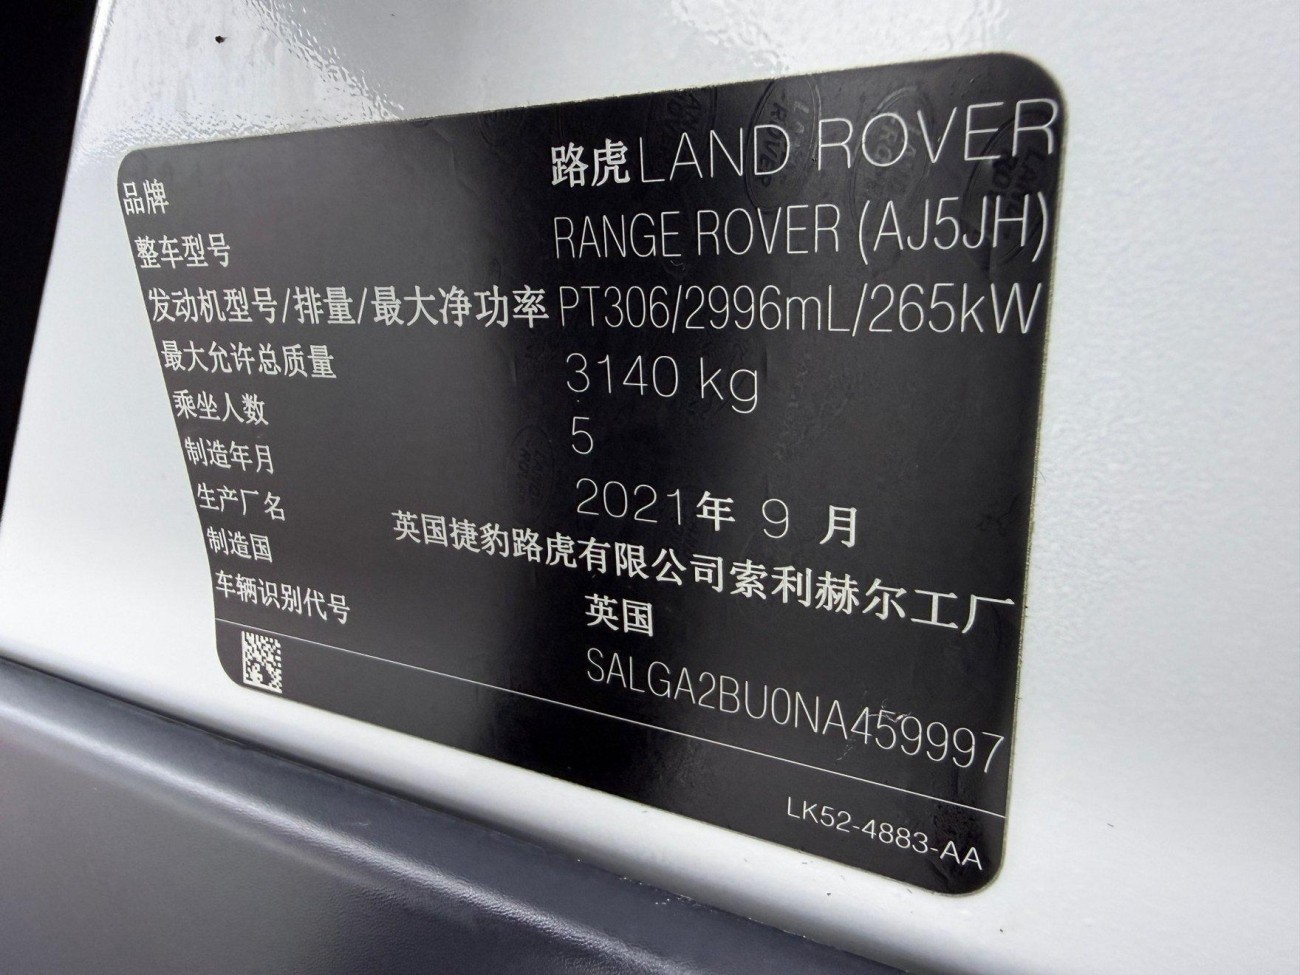 品牌 路虎LAND ROVER
整车型号 RANGE ROVER (AJ5JH)
发动机型号/排量/最大净功率 PT306/2996mL/265kW
最大允许总质量 3140 kg
乘坐人数 5
制造年月 2021年 9 月
生产厂名 英国捷豹路虎有限公司索利赫尔工厂
制造国 英国
车辆识别代号 SALGA2BU0NA459997
LK52-4883-AA